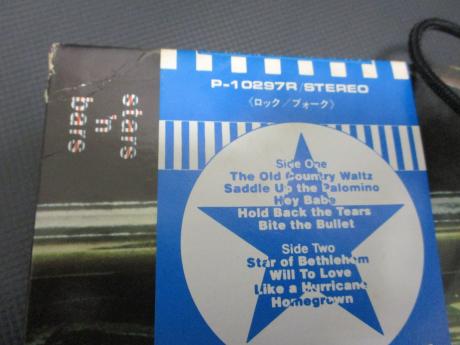 stars
'n
bars
P-10297R/STEREO
〈ロック/フォーク〉
Side One
The Old Country Waltz
Saddle Up the Palomino
Hey Babe
Hold Back the Tears
Bite the Bullet
Side Two
Star of Bethlehem
Will To Love
Like a Hurricane
Homegrown